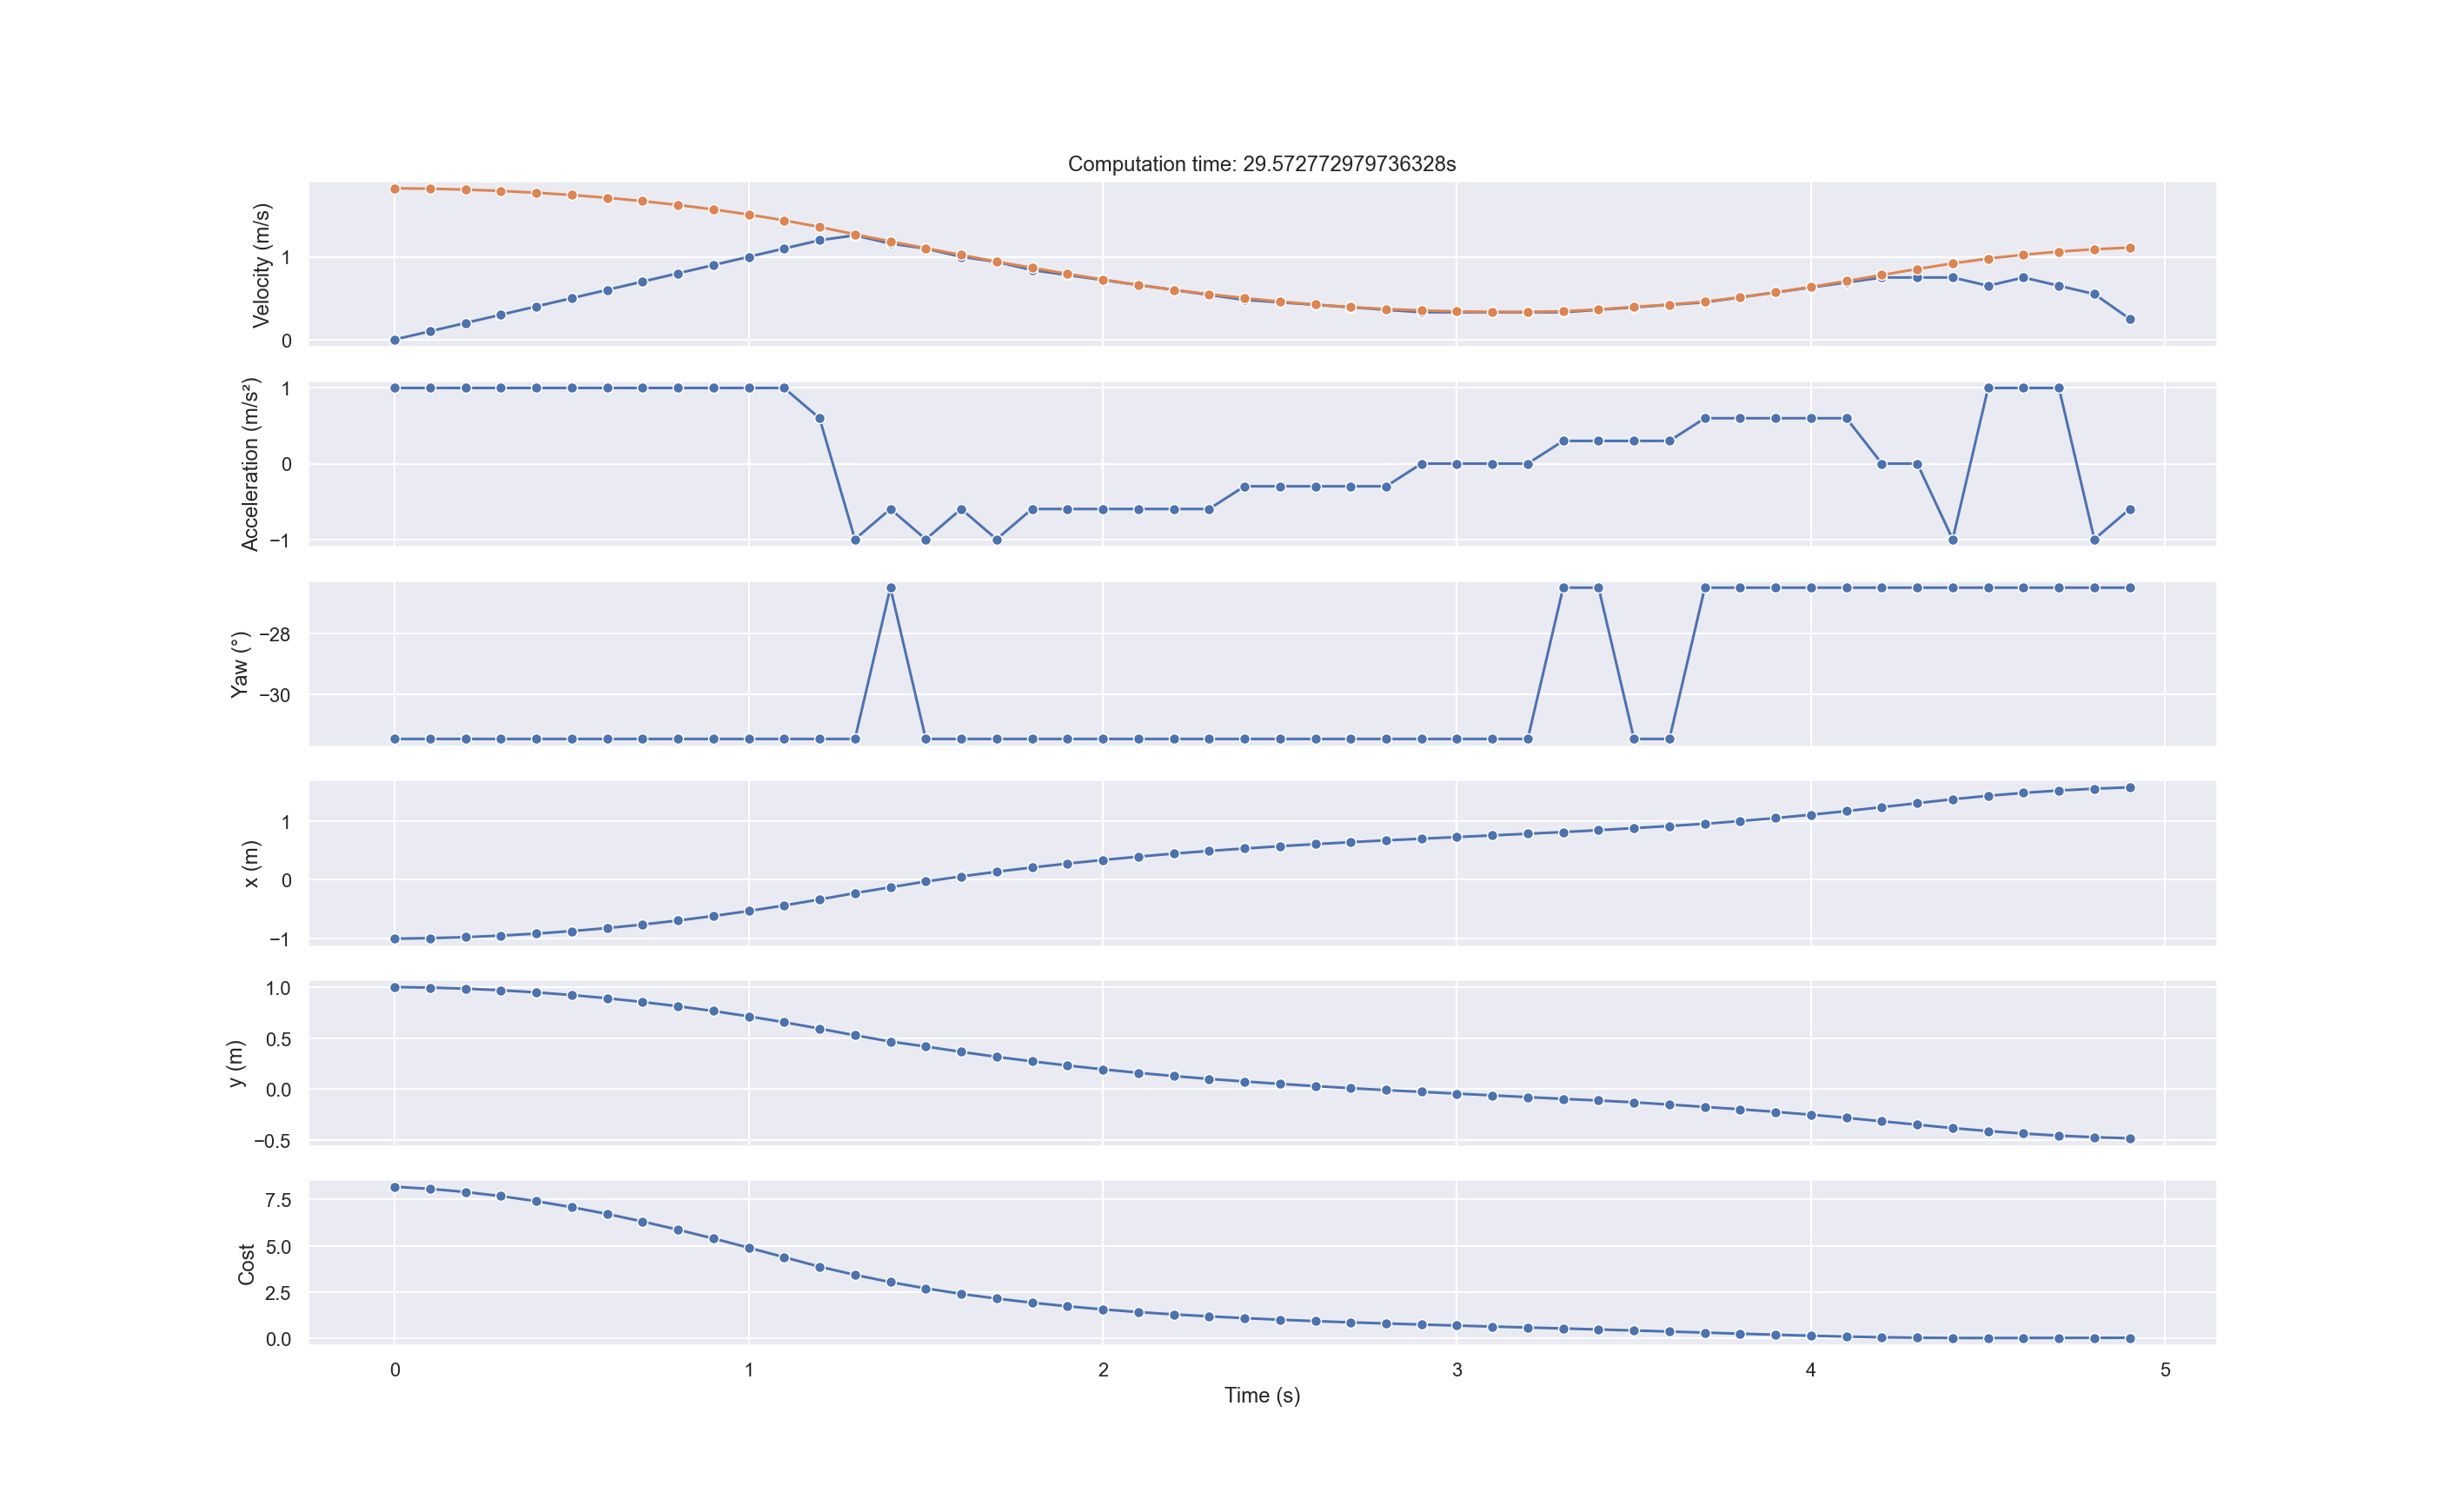 Computation time: 29.572772979736328s
Velocity (m/s)
1
0
Acceleration (m/s²)
1
0
−1
Yaw (°)
−28
−30
x (m)
1
0
−1
y (m)
1.0
0.5
0.0
−0.5
Cost
7.5
5.0
2.5
0.0
0 1 2 3 4 5
Time (s)